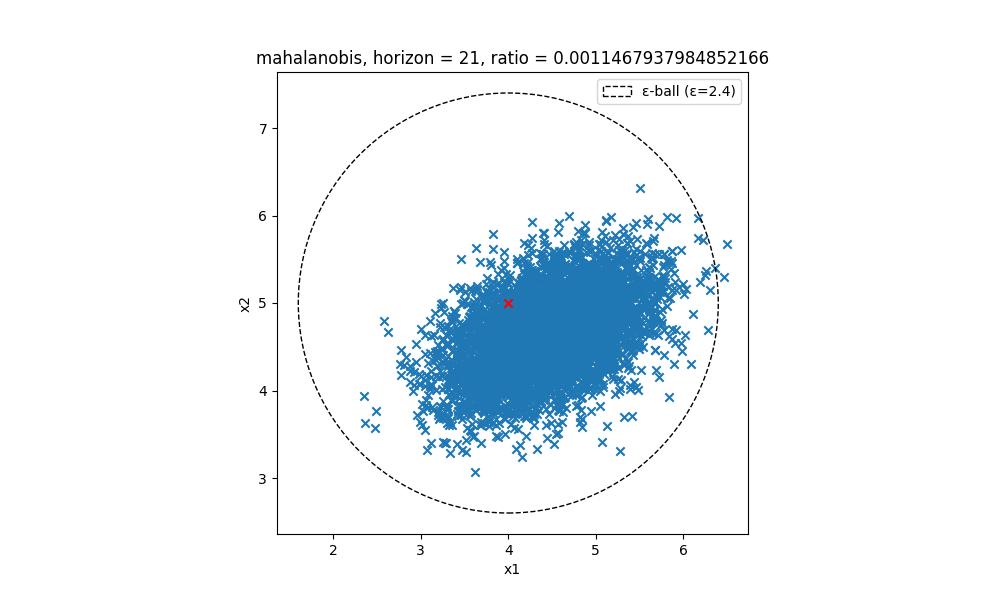 mahalanobis, horizon = 21, ratio = 0.0011467937984852166
ε-ball (ε=2.4)
7
6
5
4
3
x2
2 3 4 5 6
x1